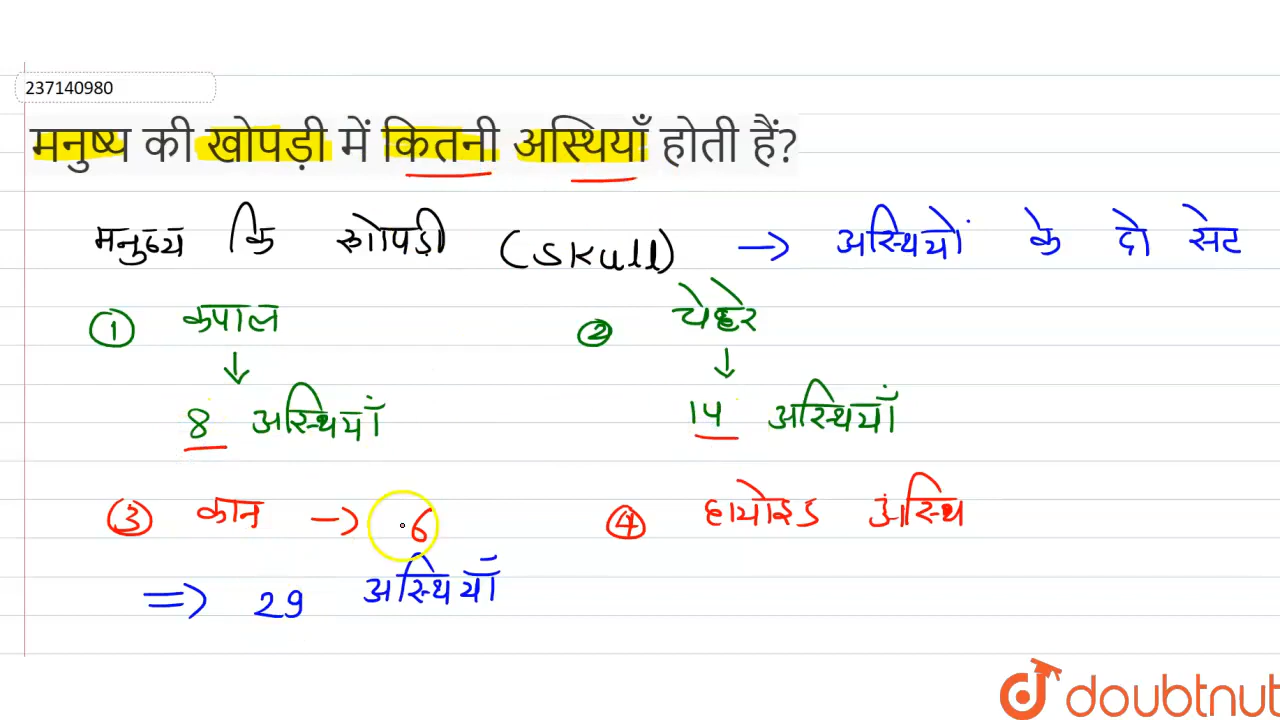 237140980
मनुष्य की खोपड़ी में कितनी अस्थियाँ होती हैं?
मनुष्य कि खोपड़ी (Skull) → अस्थियों के दो सेट
① कपाल ② चेहरे
↓ ↓
8 अस्थियाँ 14 अस्थियाँ
③ कान → 6 ④ हायोइड अस्थि
⇒ 29 अस्थियाँ
doubtnut